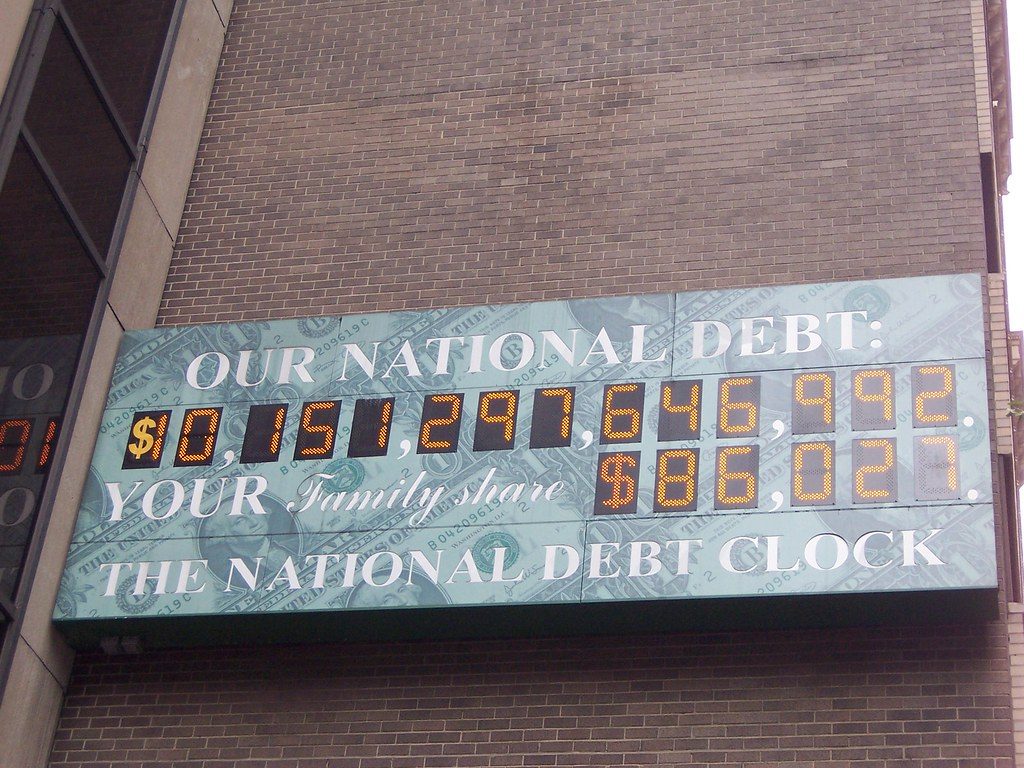 OUR NATIONAL DEBT:
$10,151,297,646,992.
YOUR Family share $86,027.
THE NATIONAL DEBT CLOCK